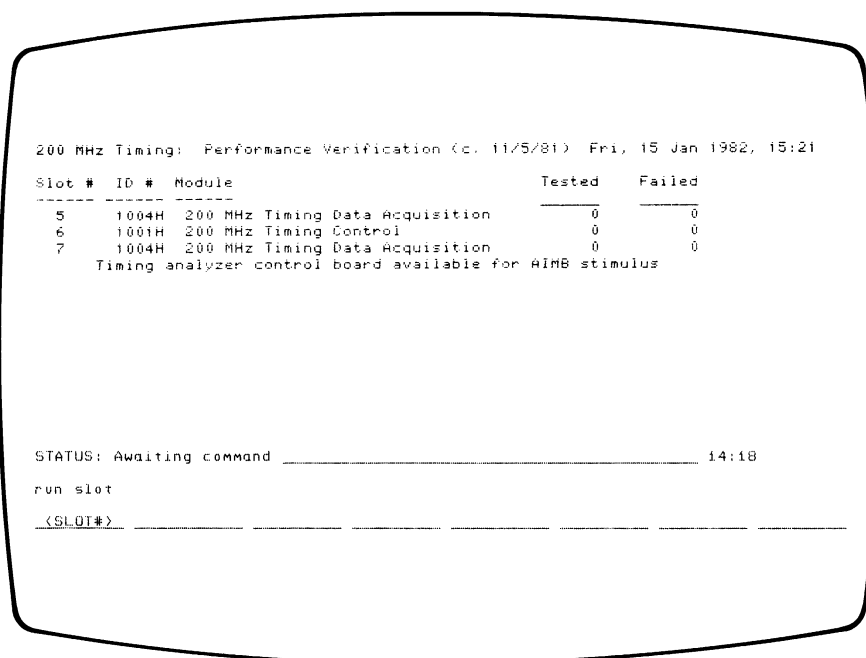 200 MHz Timing: Performance Verification (c. 11/5/81) Fri, 15 Jan 1982, 15:21
Slot # ID # Module Tested Failed
------ ------ ------
5 1004H 200 MHz Timing Data Acquisition 0 0
6 1001H 200 MHz Timing Control 0 0
7 1004H 200 MHz Timing Data Acquisition 0 0
Timing analyzer control board available for AIMB stimulus
STATUS: Awaiting command 14:18
run slot
<SLOT#>